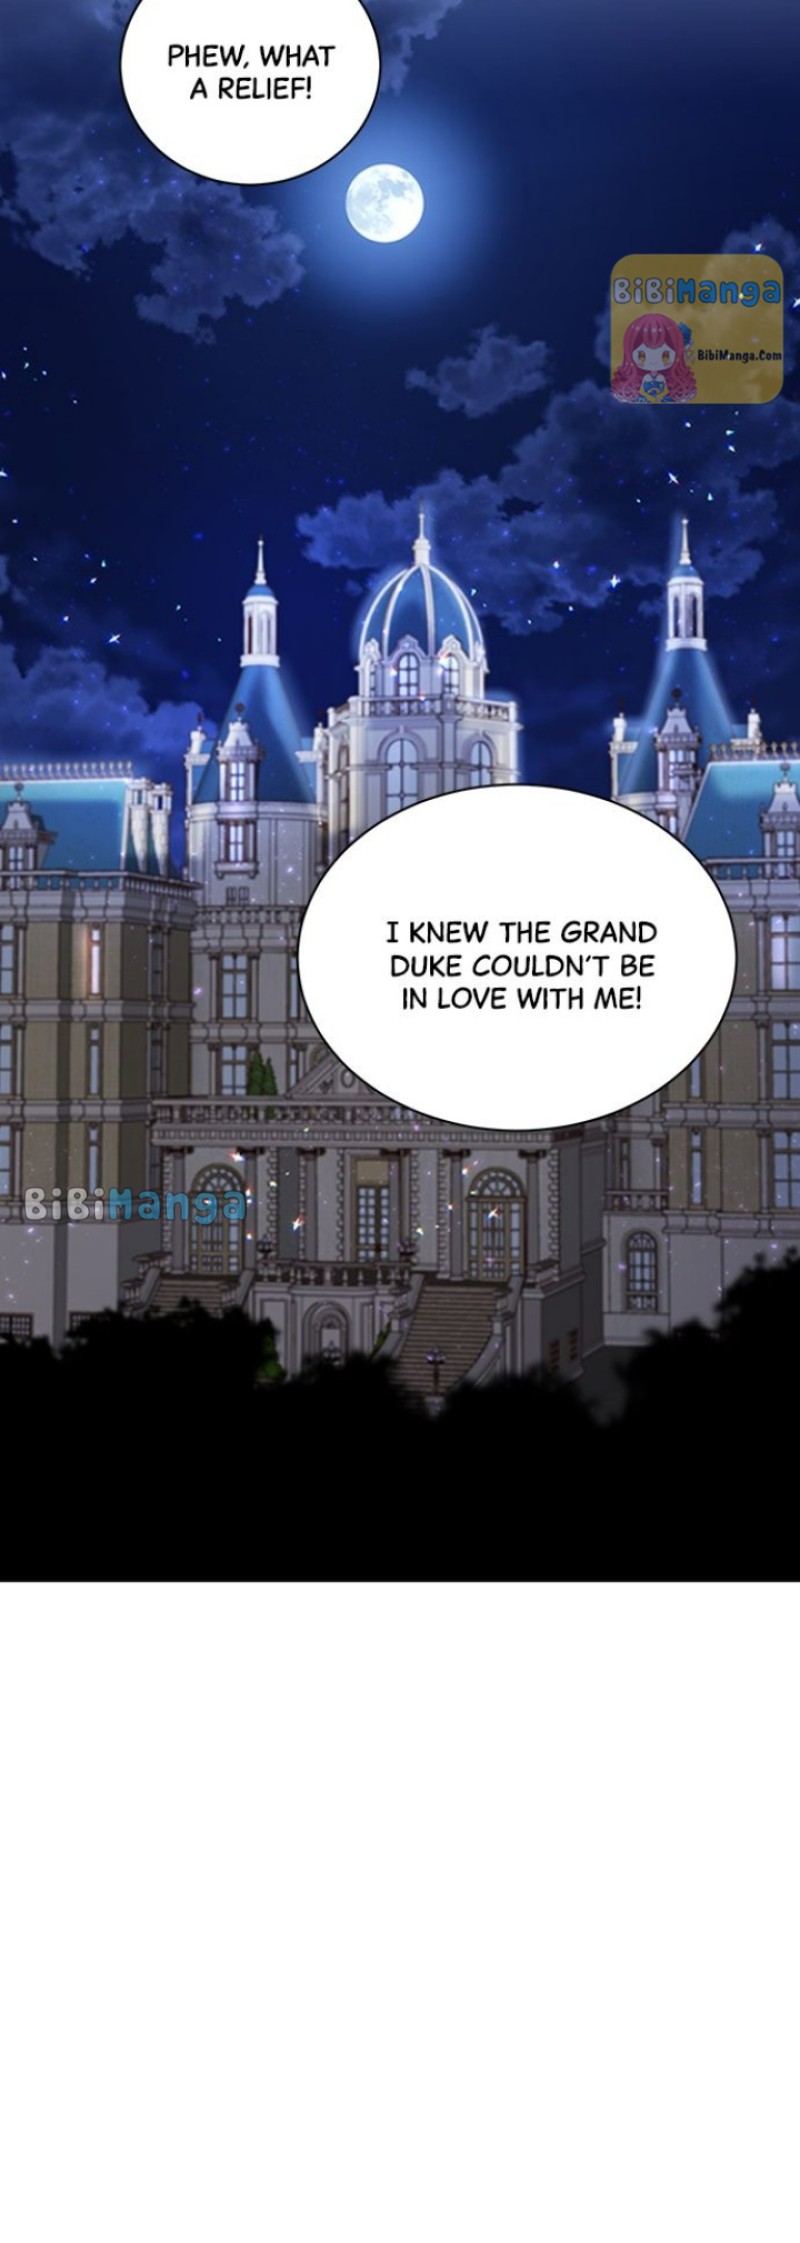 PHEW, WHAT
A RELIEF!
BiBiManga
BibiManga.Com
I KNEW THE GRAND
DUKE COULDN'T BE
IN LOVE WITH ME!
BiBiManga